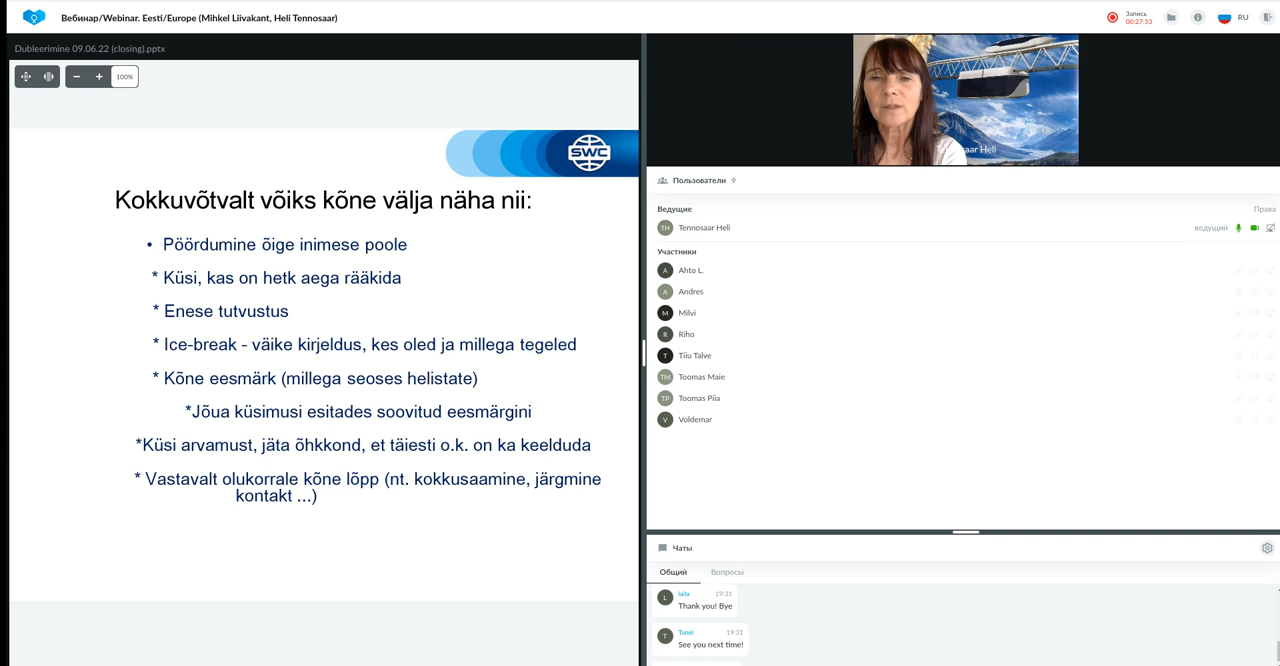 Вебинар/Webinar. Eesti/Europe (Mihkel Liivakant, Heli Tennosaar)
Запись
00:27:53
RU
Dubleerimine 09.06.22 (closing).pptx
100%
SWC
Kokkuvõtvalt võiks kõne välja näha nii:
• Pöördumine õige inimese poole
* Küsi, kas on hetk aega rääkida
* Enese tutvustus
* Ice-break - väike kirjeldus, kes oled ja millega tegeled
* Kõne eesmärk (millega seoses helistate)
*Jõua küsimusi esitades soovitud eesmärgini
*Küsi arvamust, jäta õhkkond, et täiesti o.k. on ka keelduda
* Vastavalt olukorrale kõne lõpp (nt. kokkusaamine, järgmine
kontakt ...)
saar Heli
Пользователи 9
Ведущие Права
TH Tennosaar Heli ведущий
Участники
A Ahto L.
A Andres
M Milvi
R Riho
T Tiiu Talve
TM Toomas Maie
TP Toomas Piia
V Voldemar
Чаты
Общий Вопросы
L laila 19:31
Thank you! Bye
T Tanel 19:31
See you next time!